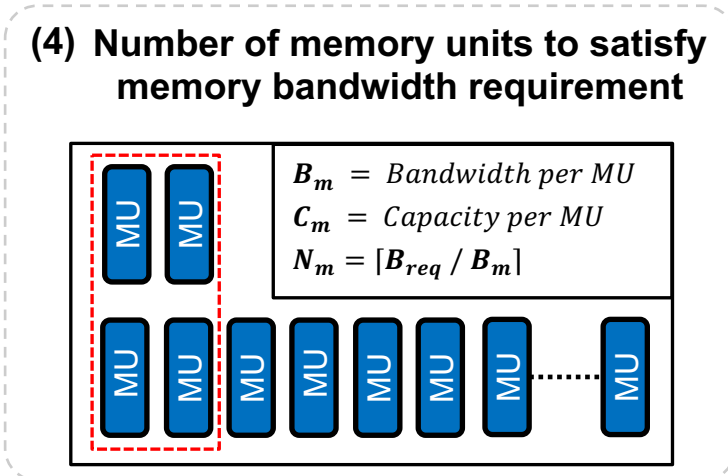 (4) Number of memory units to satisfy
memory bandwidth requirement
B_m = Bandwidth per MU
C_m = Capacity per MU
N_m = ⌈B_req / B_m⌉
MU MU
MU MU MU MU MU MU MU MU